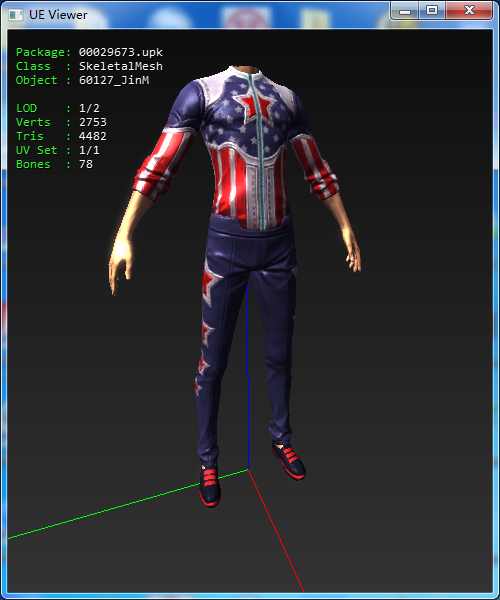 UE Viewer
Package: 00029673.upk
Class : SkeletalMesh
Object : 60127_JinM
LOD : 1/2
Verts : 2753
Tris : 4482
UV Set : 1/1
Bones : 78